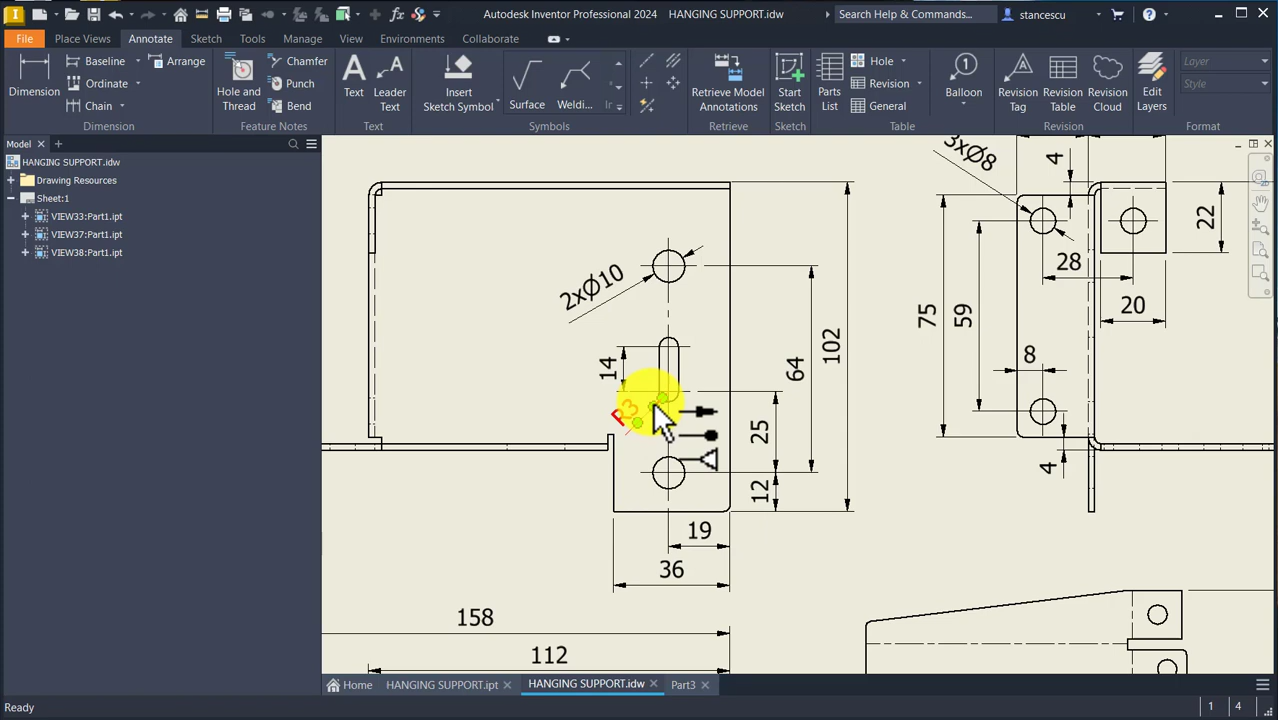 Autodesk Inventor Professional 2024 HANGING SUPPORT.idw
Search Help & Commands...
stancescu
File
Place Views
Annotate
Sketch
Tools
Manage
View
Environments
Collaborate
Dimension
Baseline
Ordinate
Chain
Arrange
Dimension
Hole and
Thread
Chamfer
Punch
Bend
Feature Notes
Text
Leader
Text
Text
Insert
Sketch Symbol
Surface
Weldi...
Symbols
Retrieve Model
Annotations
Retrieve
Start
Sketch
Sketch
Parts
List
Hole
Revision
General
Table
Balloon
Revision
Tag
Revision
Table
Revision
Cloud
Revision
Edit
Layers
Layer
Style
Format
Model
HANGING SUPPORT.idw
Drawing Resources
Sheet:1
VIEW33:Part1.ipt
VIEW37:Part1.ipt
VIEW38:Part1.ipt
2xØ10
14
R3
64
102
25
12
19
36
158
112
3xØ8
4
22
28
20
75
59
8
4
Home
HANGING SUPPORT.ipt
HANGING SUPPORT.idw
Part3
Ready
1
4